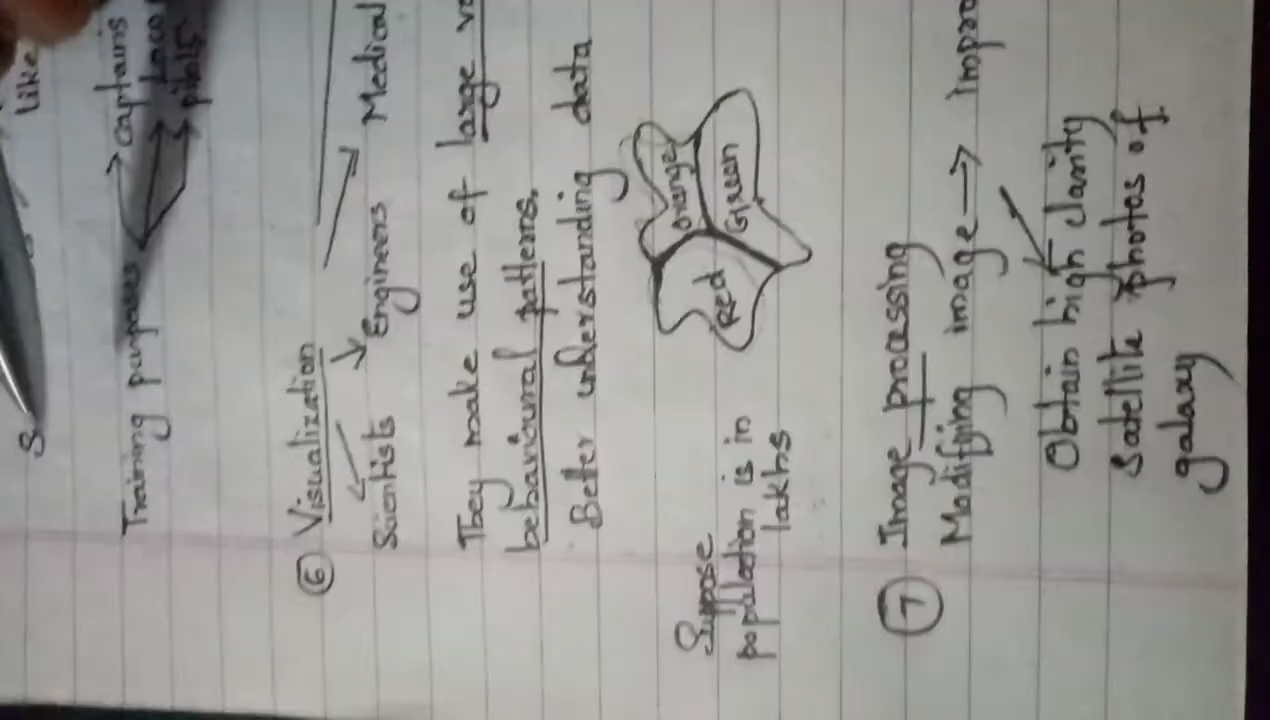 like
S
Training purposes captains
Loco
pilots
6 Visualization
Scientists Engineers Medical
They make use of large
behavioural patterns.
Better understanding data
Suppose
population is in
lakhs
Red Orange Green
7 Image processing
Modifying image → Impro
Obtain high clarity
Satellite photos of
galaxy